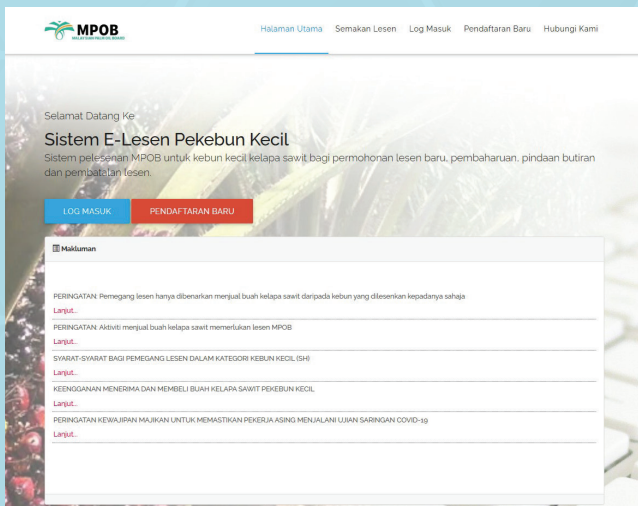 MPOB
MALAYSIAN PALM OIL BOARD
Halaman Utama Semakan Lesen Log Masuk Pendaftaran Baru Hubungi Kami
Selamat Datang Ke
Sistem E-Lesen Pekebun Kecil
Sistem pelesenan MPOB untuk kebun kecil kelapa sawit bagi permohonan lesen baru, pembaharuan, pindaan butiran
dan pembatalan lesen.
LOG MASUK PENDAFTARAN BARU
Makluman
PERINGATAN: Pemegang lesen hanya dibenarkan menjual buah kelapa sawit daripada kebun yang dilesenkan kepadanya sahaja
Lanjut...
PERINGATAN: Aktiviti menjual buah kelapa sawit memerlukan lesen MPOB
Lanjut...
SYARAT-SYARAT BAGI PEMEGANG LESEN DALAM KATEGORI KEBUN KECIL (SH)
Lanjut...
KEENGGANAN MENERIMA DAN MEMBELI BUAH KELAPA SAWIT PEKEBUN KECIL
Lanjut...
PERINGATAN KEWAJIPAN MAJIKAN UNTUK MEMASTIKAN PEKERJA ASING MENJALANI UJIAN SARINGAN COVID-19
Lanjut...